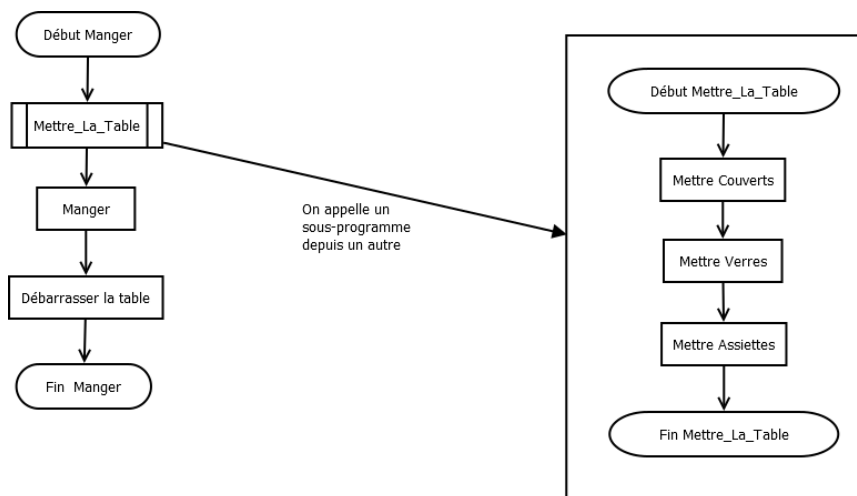 Début Manger
Mettre_La_Table
Manger
Débarrasser la table
Fin Manger
On appelle un
sous-programme
depuis un autre
Début Mettre_La_Table
Mettre Couverts
Mettre Verres
Mettre Assiettes
Fin Mettre_La_Table